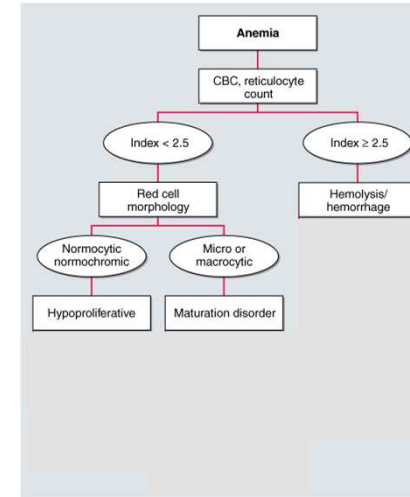 Anemia
CBC, reticulocyte
count
Index < 2.5
Index ≥ 2.5
Red cell
morphology
Hemolysis/
hemorrhage
Normocytic
normochromic
Micro or
macrocytic
Hypoproliferative
Maturation disorder